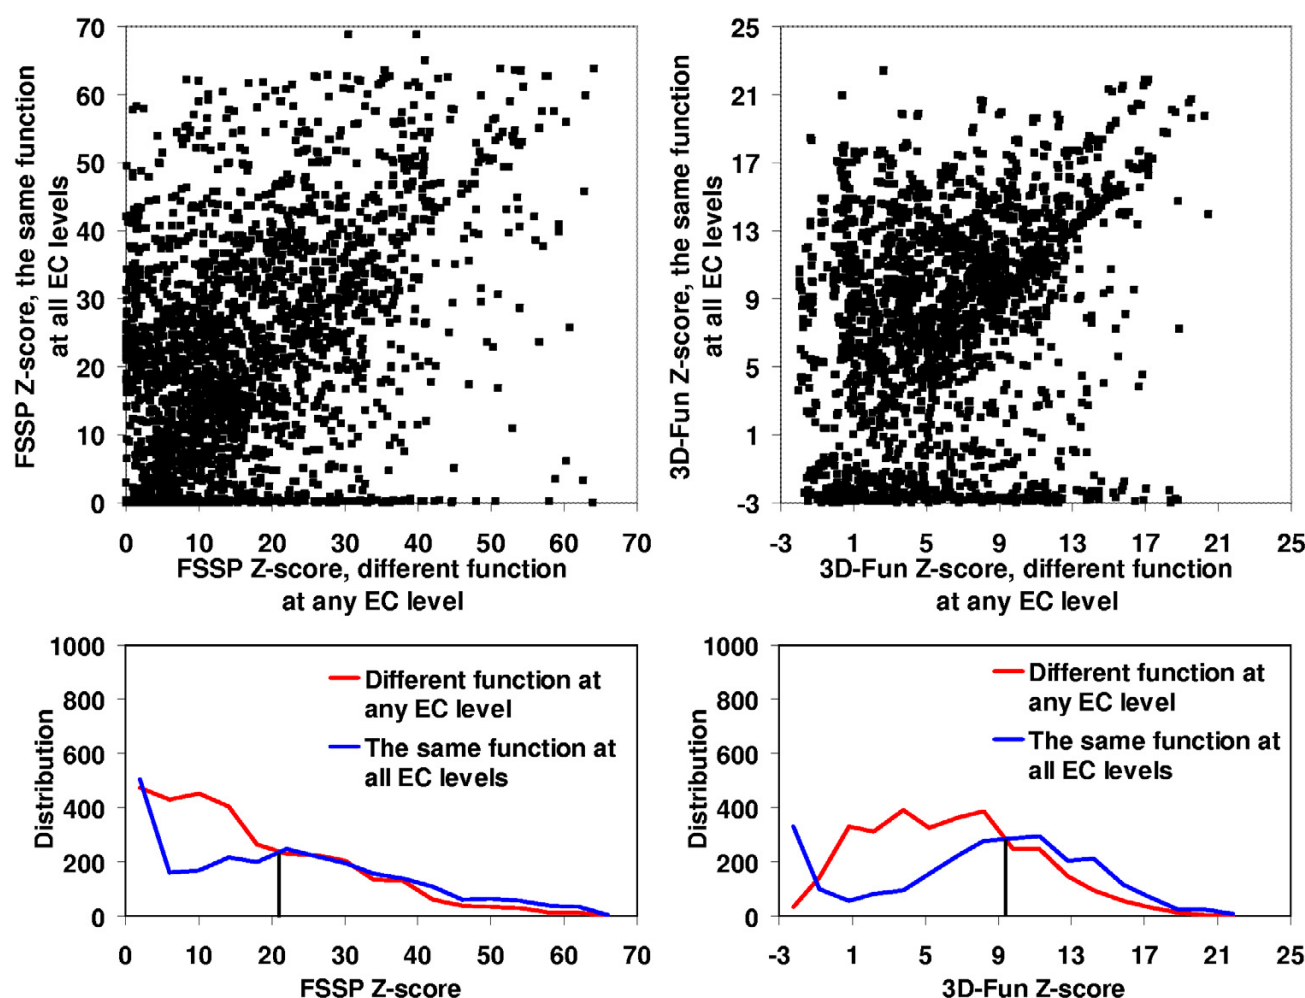 FSSP Z-score, the same function
at all EC levels
70
60
50
40
30
20
10
0
0 10 20 30 40 50 60 70
FSSP Z-score, different function
at any EC level
3D-Fun Z-score, the same function
at all EC levels
25
21
17
13
9
5
1
-3
-3 1 5 9 13 17 21 25
3D-Fun Z-score, different function
at any EC level
Distribution
1000
800
600
400
200
0
Different function at
any EC level
The same function at
all EC levels
0 10 20 30 40 50 60 70
FSSP Z-score
Distribution
1000
800
600
400
200
0
Different function at
any EC level
The same function at
all EC levels
-3 1 5 9 13 17 21 25
3D-Fun Z-score